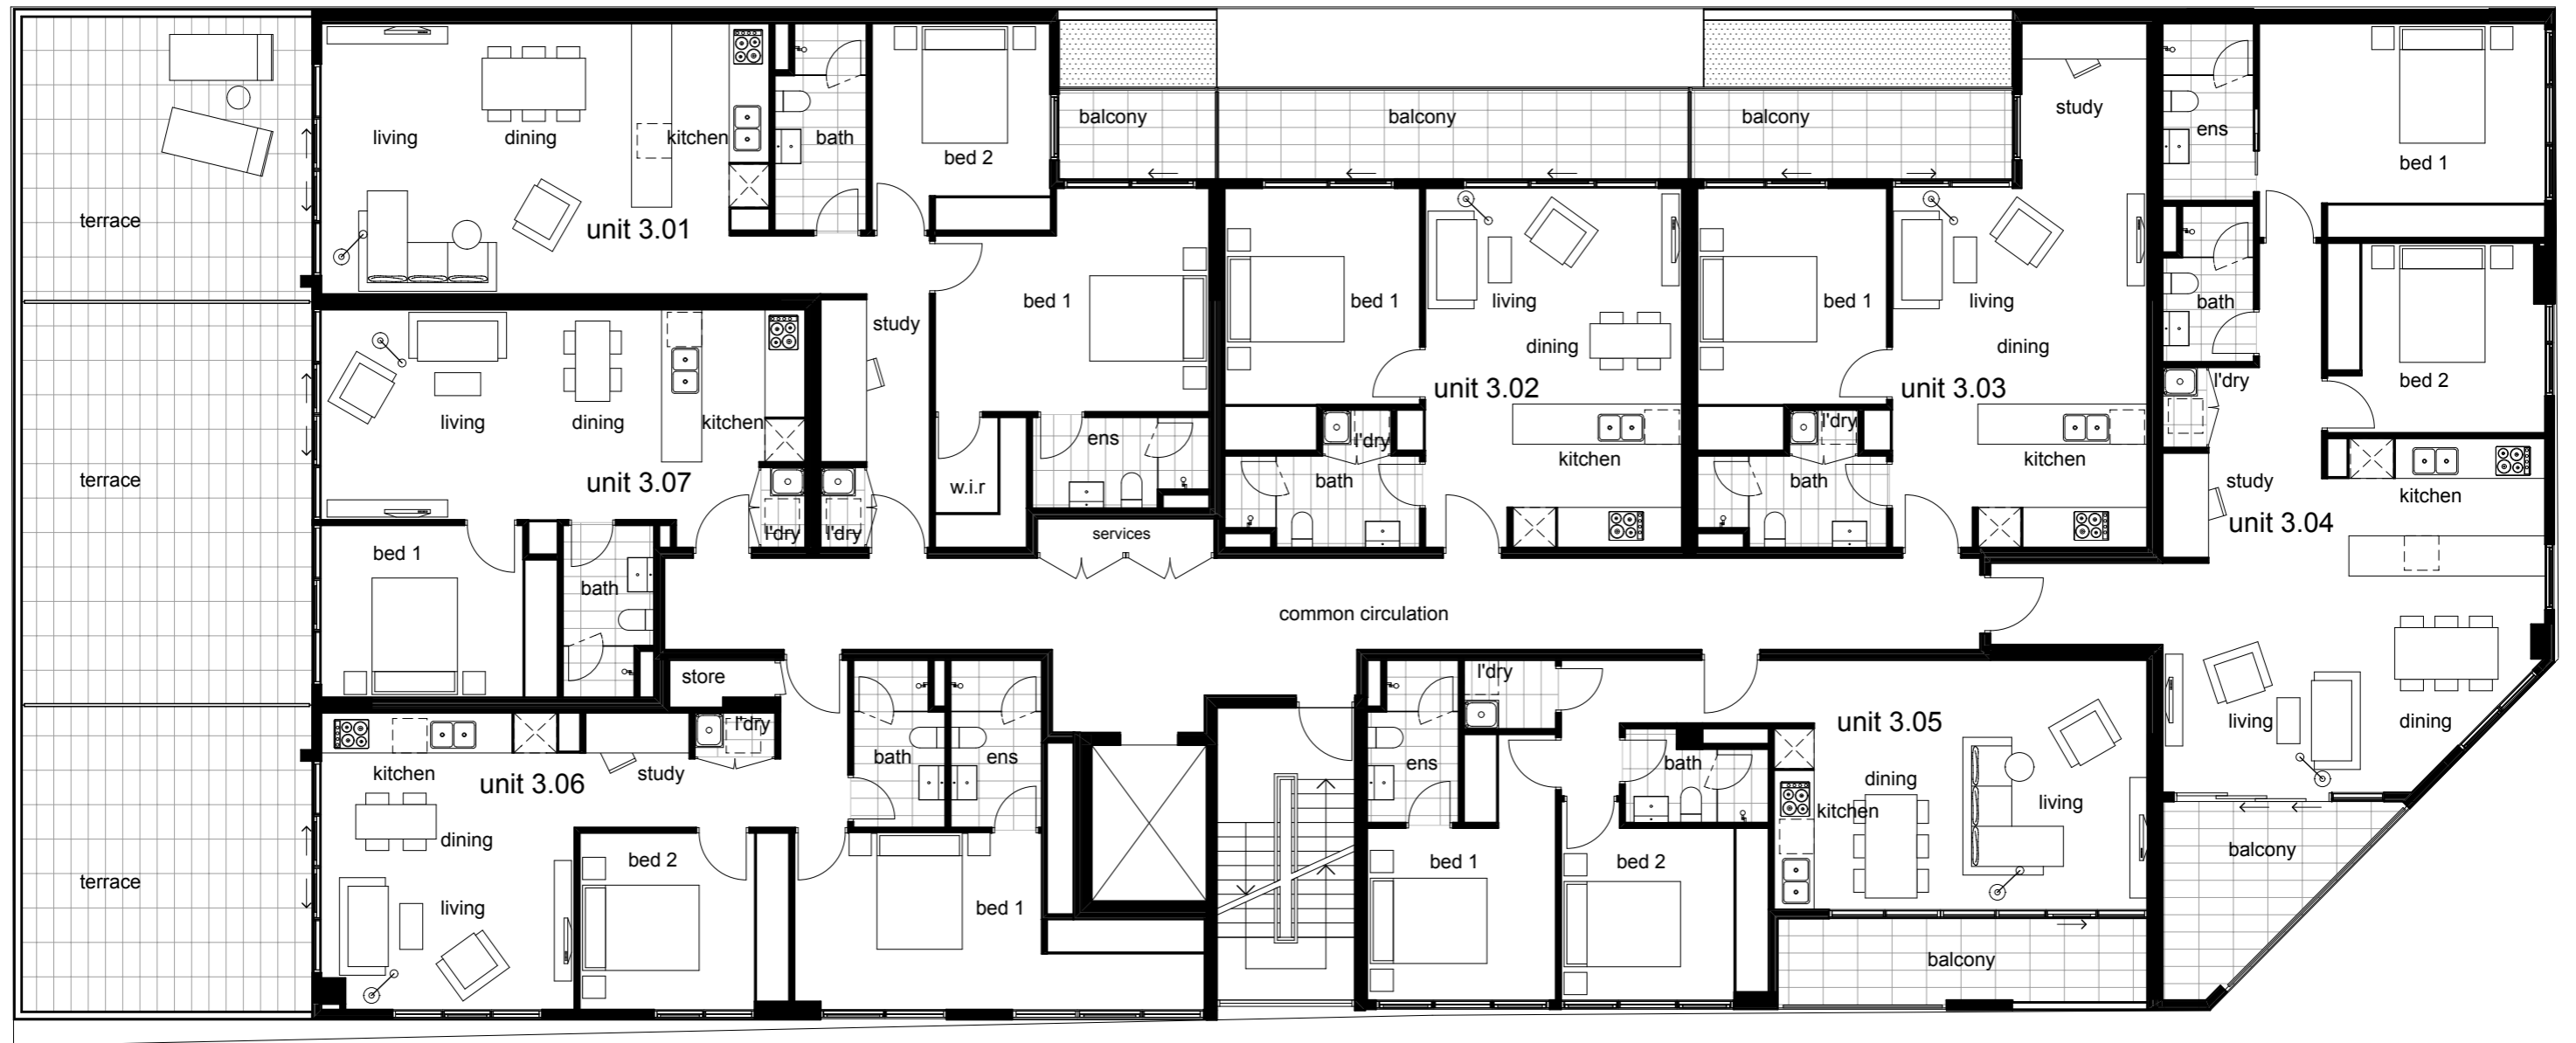 terrace
living
dining
kitchen
bath
bed 2
unit 3.01
study
bed 1
w.i.r
ens
l'dry
balcony
balcony
balcony
bed 1
living
dining
unit 3.02
l'dry
bath
kitchen
study
bed 1
living
dining
unit 3.03
l'dry
bath
kitchen
ens
bed 1
bath
bed 2
l'dry
study
kitchen
unit 3.04
living
dining
balcony
terrace
living
dining
kitchen
unit 3.07
l'dry
bed 1
bath
services
common circulation
terrace
store
l'dry
kitchen
unit 3.06
study
dining
living
bed 2
bath
ens
bed 1
l'dry
ens
bath
unit 3.05
dining
living
kitchen
bed 1
bed 2
balcony